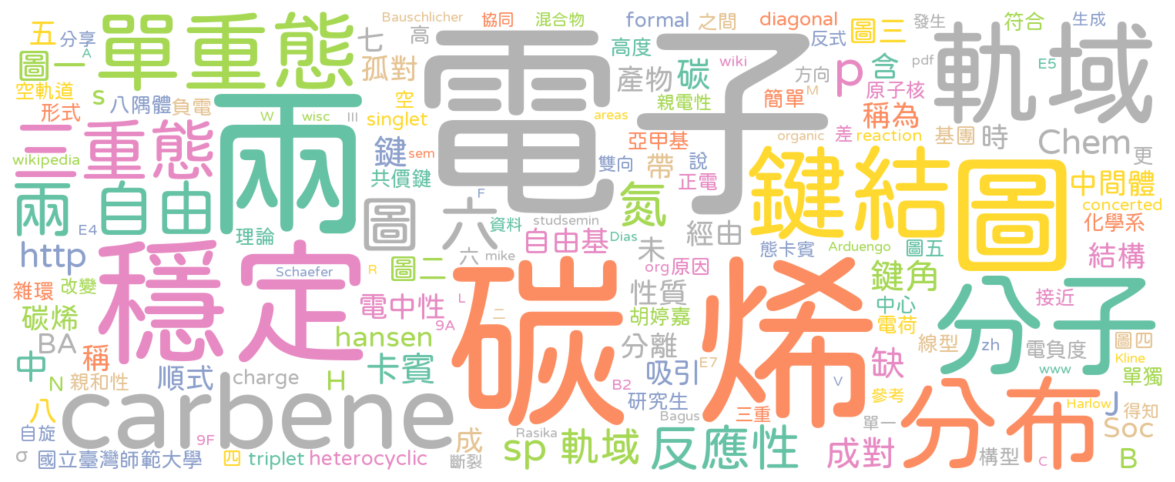 五 分享 單重態 七 高 Bauschlicher 協同 混合物 formal 之間 diagonal 反式 圖三 發生 符合 生成
A 圖一 孤對 電子 高度 產物 碳 wiki 方向 p 含 pdf 軌域 E5
空軌道 s 八隅體 負電 空 親電性 簡單 M 原子核
形式 三重態 W wisc III singlet areas 亞甲基 稱為 差 reaction 基團 時 Chem 更
wikipedia 兩 鍵 sem organic
兩 自由 共價鍵 圖 六 F 氮 雙向 帶 說 正電 鍵結 圖 中間體 concerted
E4 理論 studsemin 資料 自由基 Dias 未 經由 態卡賓 Arduengo 圖五 化學系
http 穩定 Schaefer R 圖二 六 mike org 原因 結構
雜環 改變 電中性 L 碳烯 性質 鍵角 分子 接近
碳烯 9A 胡婷嘉 中心
BA hansen 二 分離 E7 電荷 線型 zh 電負度 圖四
中 稱 順式 卡賓 吸引 缺 www Kline 單獨
N 親和性 charge H B2 研究生 V 參考 J Harlow 得知
八 carbene 三重 Bagus 單一 分布 Soc
自旋 9F 成 Rasika sp 軌域 反應性 成對 構型 C B
σ 國立臺灣師範大學 四 triplet heterocyclic 斷裂